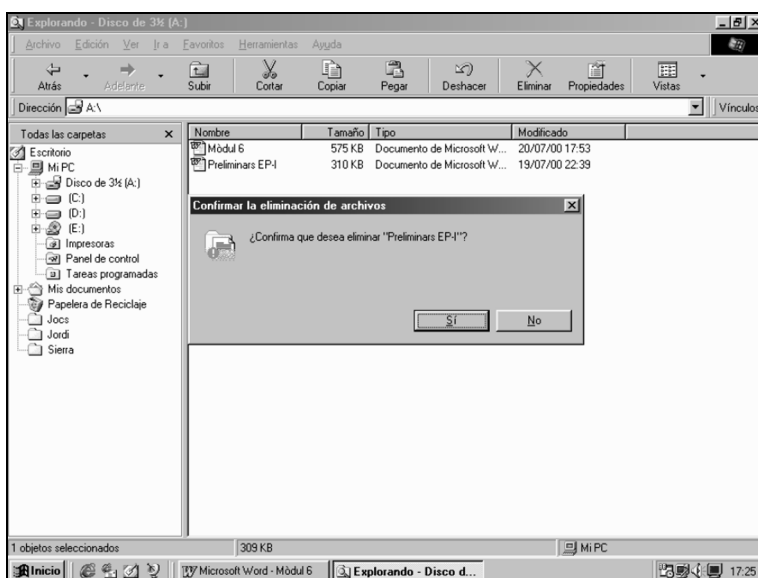 Explorando - Disco de 3½ (A:)
Archivo Edición Ver Ir a Favoritos Herramientas Ayuda
Atrás Adelante Subir Cortar Copiar Pegar Deshacer Eliminar Propiedades Vistas
Dirección A:\ Vínculos
Todas las carpetas
Nombre Tamaño Tipo Modificado
Mòdul 6 575 KB Documento de Microsoft W... 20/07/00 17:53
Preliminars EP-I 310 KB Documento de Microsoft W... 19/07/00 22:39
Escritorio
Mi PC
Disco de 3½ (A:)
(C:)
(D:)
(E:)
Impresoras
Panel de control
Tareas programadas
Mis documentos
Papelera de Reciclaje
Jocs
Jordi
Sierra
Confirmar la eliminación de archivos
¿Confirma que desea eliminar "Preliminars EP-I"?
Sí No
1 objetos seleccionados 309 KB Mi PC
Inicio Microsoft Word - Mòdul 6 Explorando - Disco d... 17:25